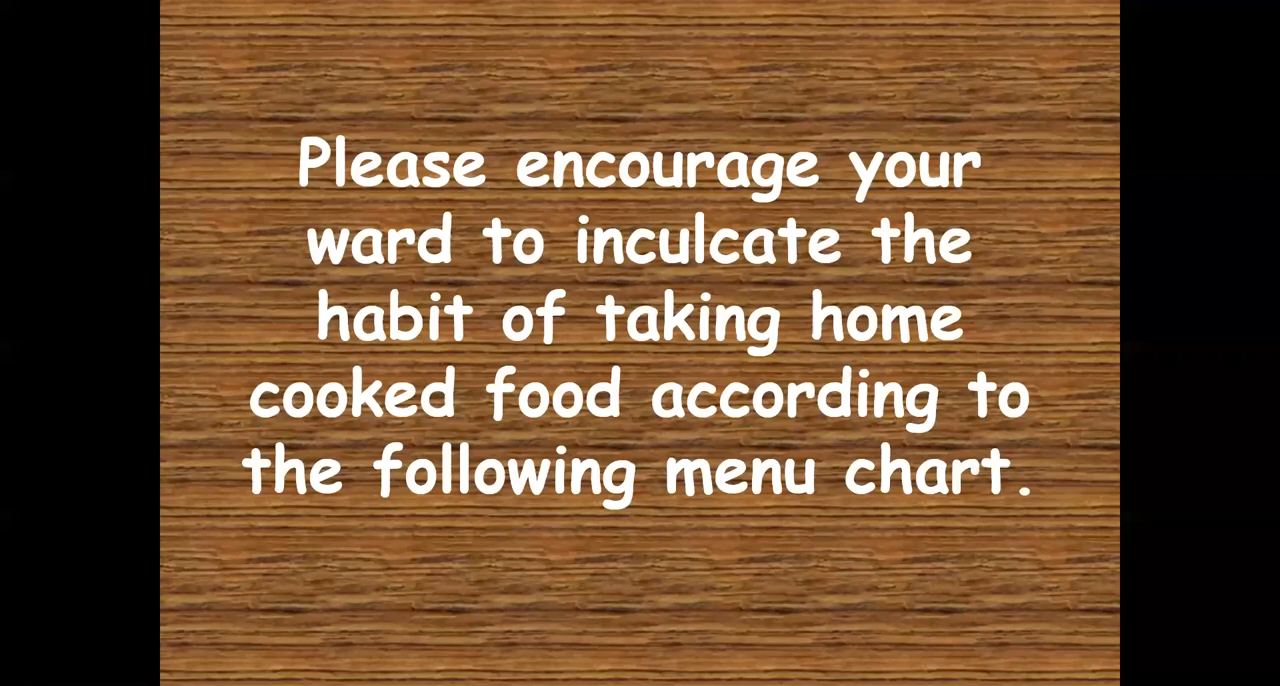 Please encourage your
ward to inculcate the
habit of taking home
cooked food according to
the following menu chart.